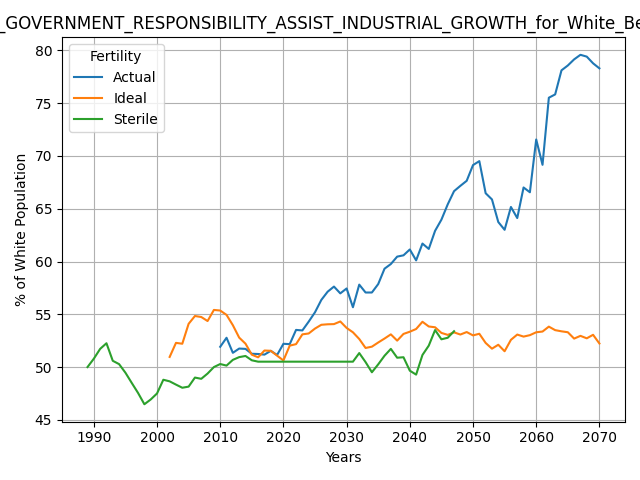 _GOVERNMENT_RESPONSIBILITY_ASSIST_INDUSTRIAL_GROWTH_for_White_Be
Fertility
Actual
Ideal
Sterile
% of White Population
80
75
70
65
60
55
50
45
1990 2000 2010 2020 2030 2040 2050 2060 2070
Years